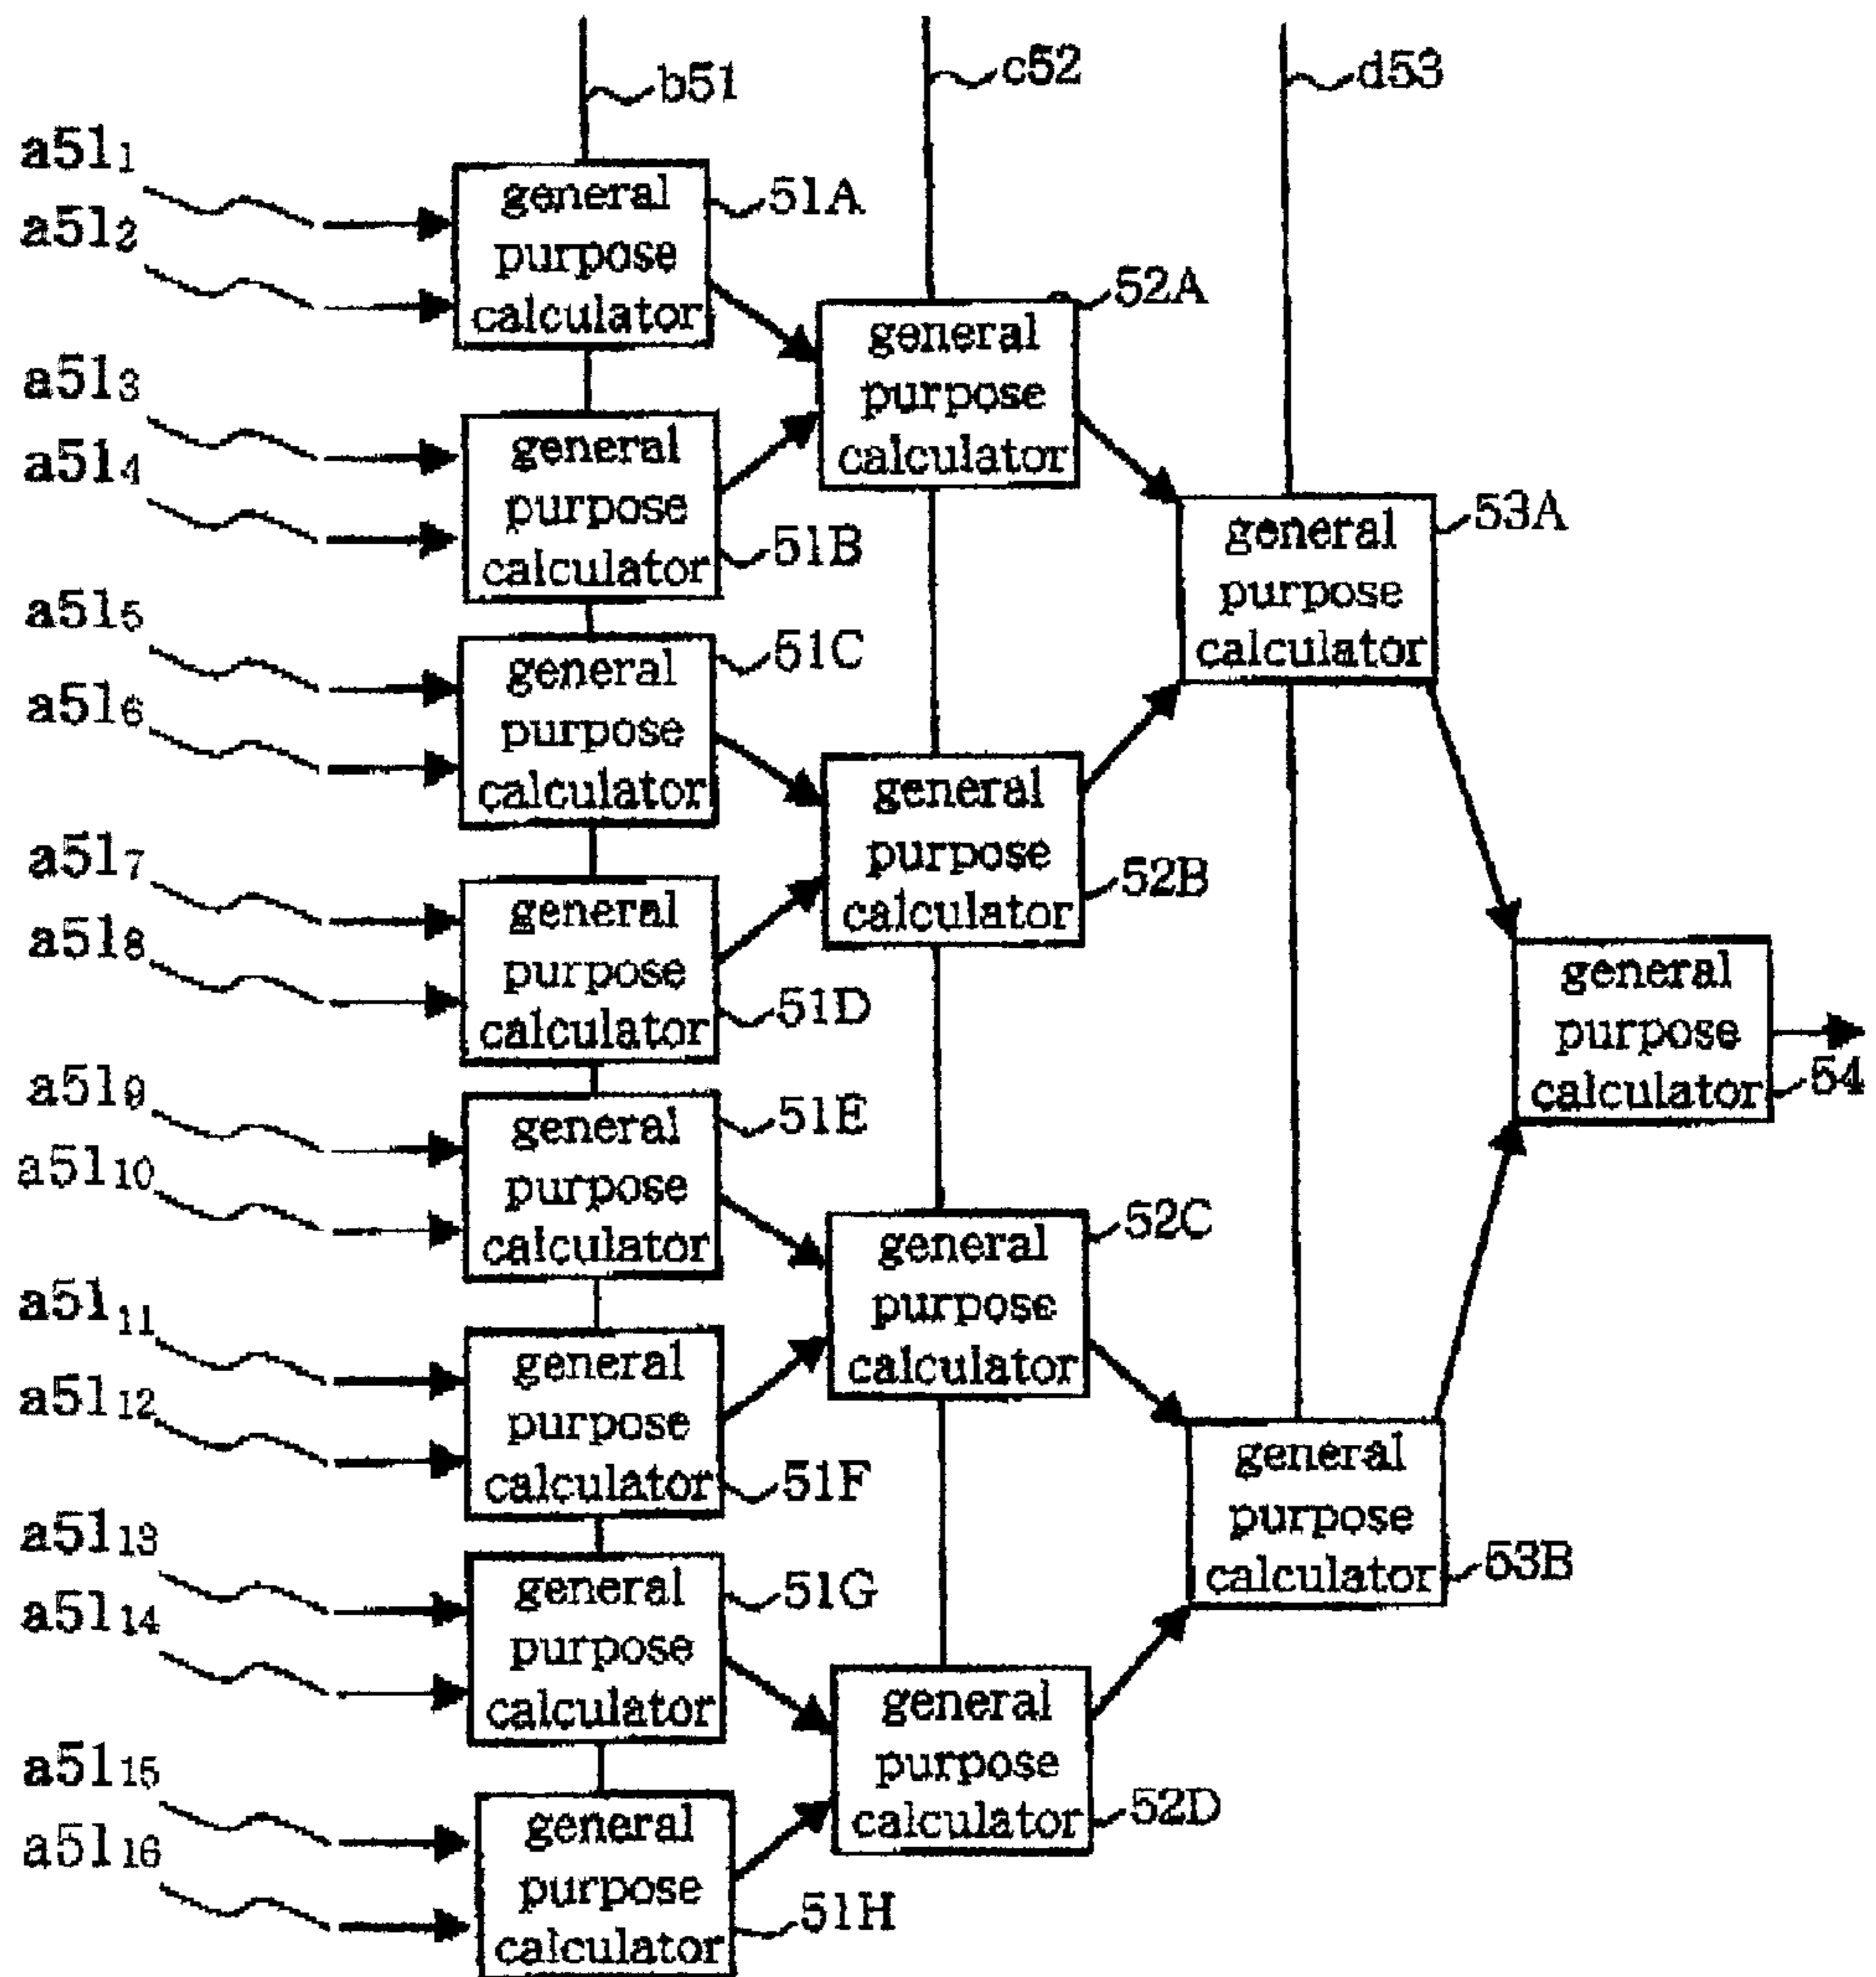 b51
c52
d53
a51₁
a51₂
general
purpose
calculator
51A
a51₃
a51₄
general
purpose
calculator
51B
52A
general
purpose
calculator
a51₅
a51₆
general
purpose
calculator
51C
53A
general
purpose
calculator
a51₇
a51₈
general
purpose
calculator
51D
general
purpose
calculator
52B
general
purpose
calculator
54
a51₉
a51₁₀
general
purpose
calculator
51E
a51₁₁
a51₁₂
general
purpose
calculator
51F
52C
general
purpose
calculator
a51₁₃
a51₁₄
general
purpose
calculator
51G
general
purpose
calculator
53B
a51₁₅
a51₁₆
general
purpose
calculator
51H
general
purpose
calculator
52D